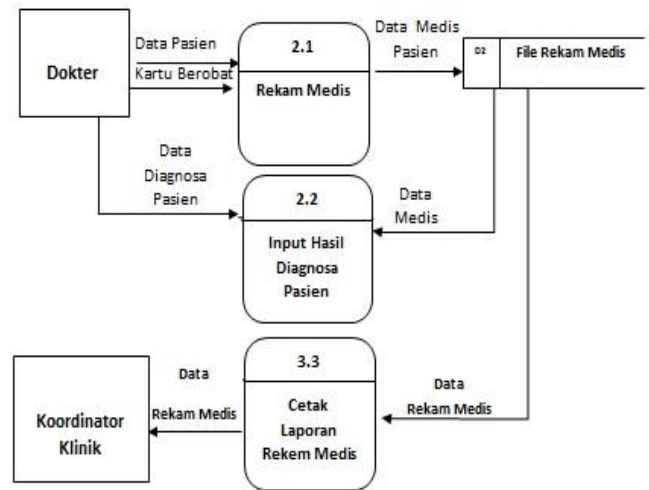 Dokter
Data Pasien
Kartu Berobat
2.1
Rekam Medis
Data Medis
Pasien
D2
File Rekam Medis
Data
Diagnosa
Pasien
2.2
Input Hasil
Diagnosa
Pasien
Data
Medis
Koordinator
Klinik
Data
Rekam Medis
3.3
Cetak
Laporan
Rekem Medis
Data
Rekam Medis